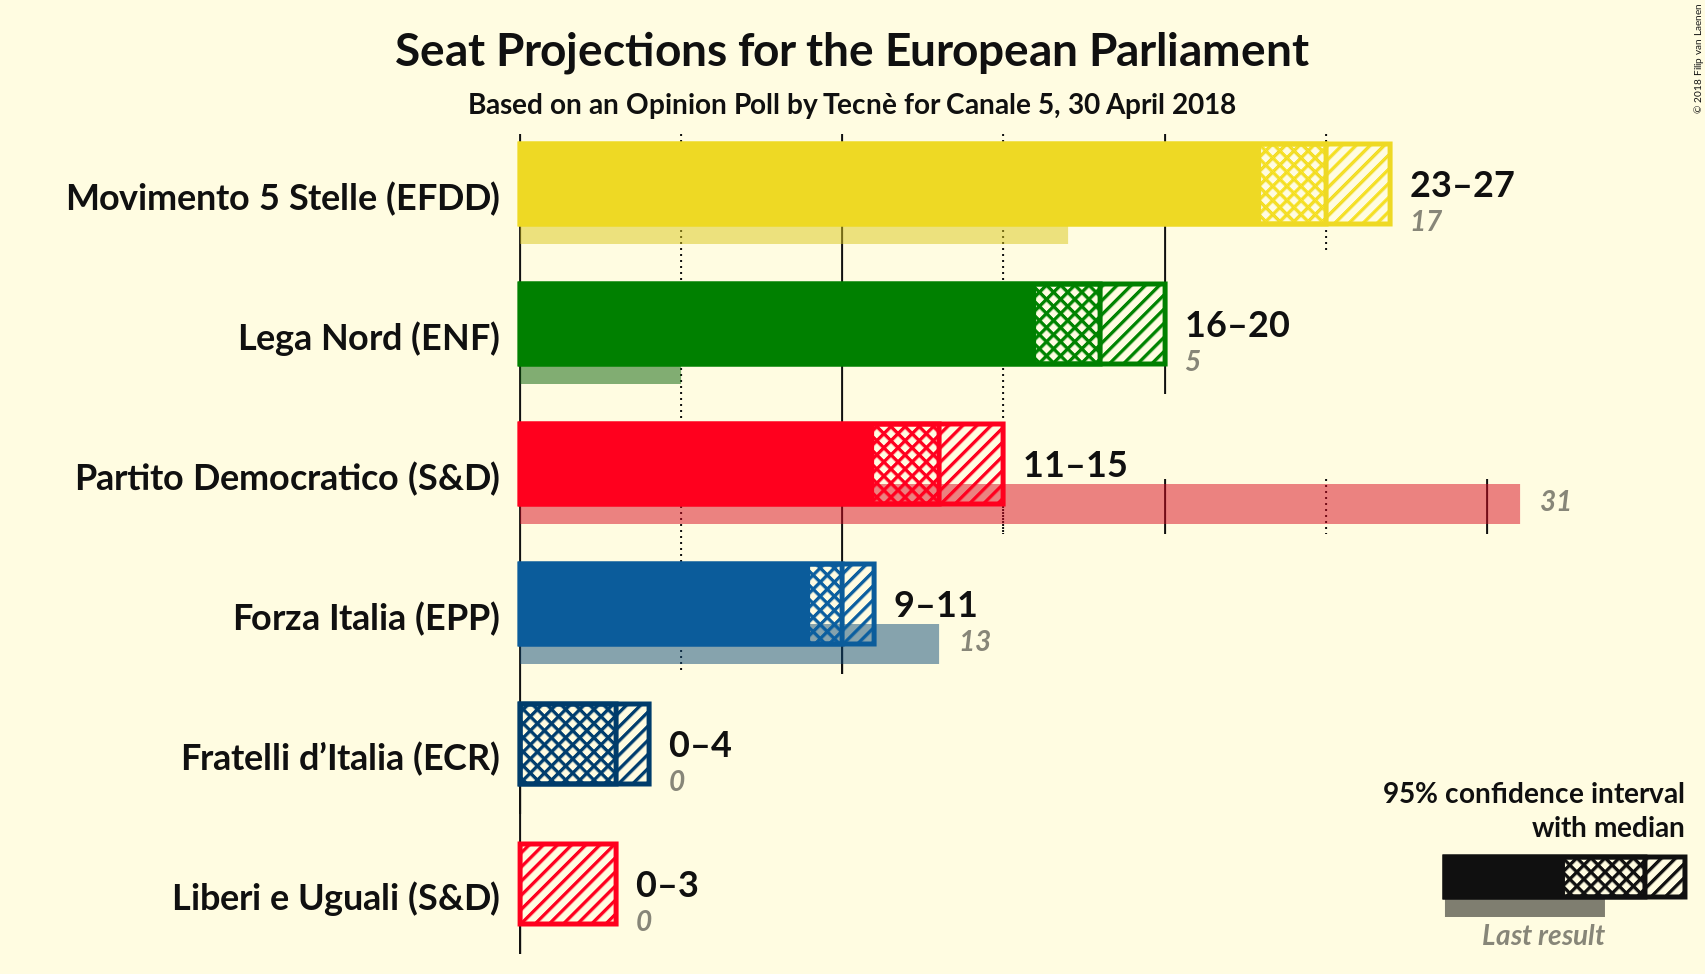 Seat Projections for the European Parliament
Based on an Opinion Poll by Tecnè for Canale 5, 30 April 2018
© 2018 Filip van Laenen
Movimento 5 Stelle (EFDD)
23–27
17
Lega Nord (ENF)
16–20
5
Partito Democratico (S&D)
11–15
31
Forza Italia (EPP)
9–11
13
Fratelli d’Italia (ECR)
0–4
0
Liberi e Uguali (S&D)
0–3
0
95% confidence interval
with median
Last result